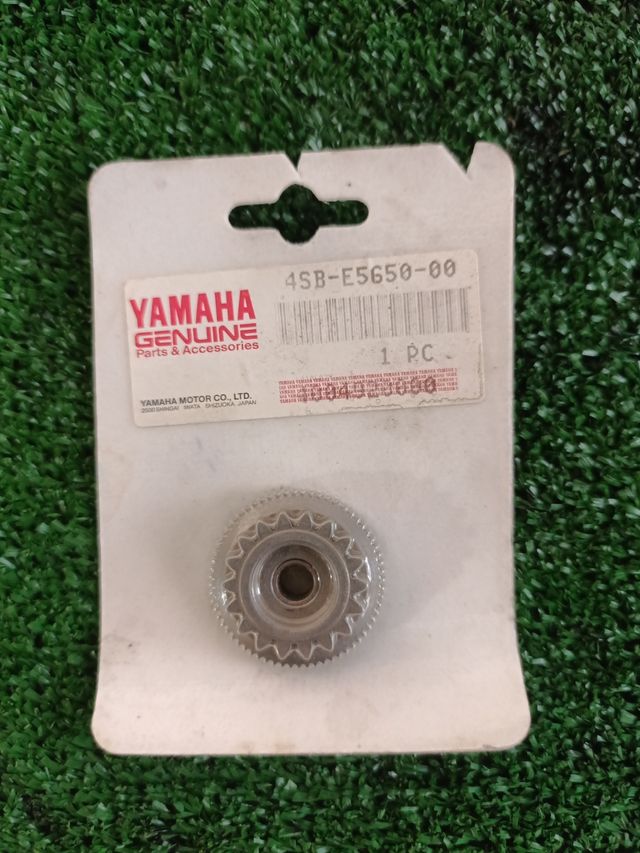 4SB-E5650-00
YAMAHA
GENUINE
Parts & Accessories
1 PC
YAMAHA MOTOR CO., LTD.
2500 SHINGAI IWATA SHIZUOKA, JAPAN